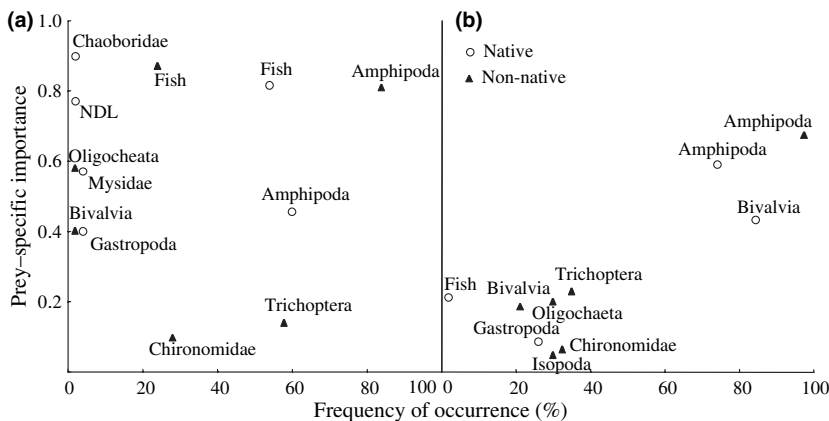 (a)
(b)
1.0
0.8
0.6
0.4
0.2
Prey–specific importance
Chaoboridae
Fish
Fish
Amphipoda
NDL
Oligocheata
Mysidae
Bivalvia
Gastropoda
Amphipoda
Trichoptera
Chironomidae
0 20 40 60 80 100
Native
Non-native
Amphipoda
Amphipoda
Bivalvia
Fish
Bivalvia
Trichoptera
Oligochaeta
Gastropoda
Chironomidae
Isopoda
0 20 40 60 80 100
Frequency of occurrence (%)